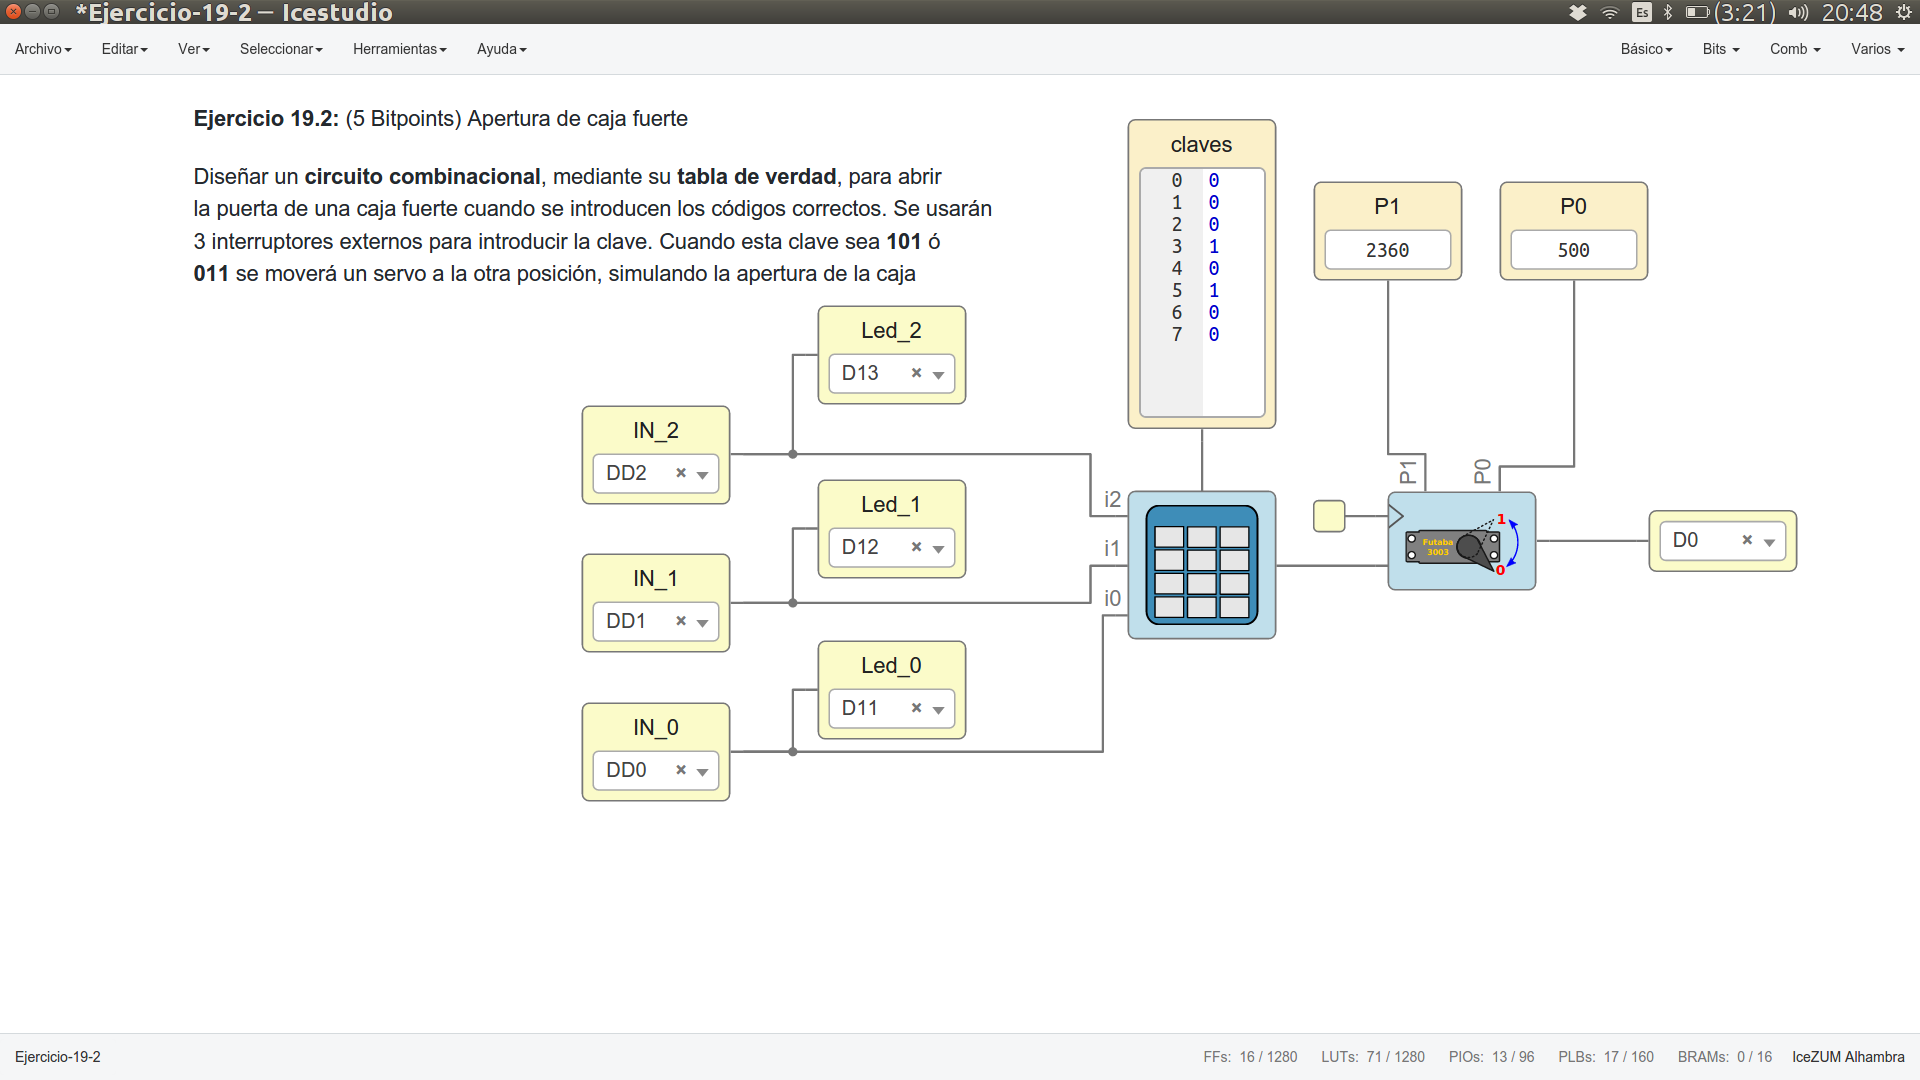 *Ejercicio-19-2 — Icestudio
Es (3:21) 20:48
Archivo Editar Ver Seleccionar Herramientas Ayuda Básico Bits Comb Varios
Ejercicio 19.2: (5 Bitpoints) Apertura de caja fuerte
Diseñar un circuito combinacional, mediante su tabla de verdad, para abrir
la puerta de una caja fuerte cuando se introducen los códigos correctos. Se usarán
3 interruptores externos para introducir la clave. Cuando esta clave sea 101 ó
011 se moverá un servo a la otra posición, simulando la apertura de la caja
claves
0 0
1 0
2 0
3 1
4 0
5 1
6 0
7 0
P1
2360
P0
500
Led_2
D13
IN_2
DD2
Led_1
D12
IN_1
DD1
Led_0
D11
IN_0
DD0
i2
i1
i0
P1
P0
Futaba
3003
1
0
D0
Ejercicio-19-2 FFs: 16 / 1280 LUTs: 71 / 1280 PIOs: 13 / 96 PLBs: 17 / 160 BRAMs: 0 / 16 IceZUM Alhambra